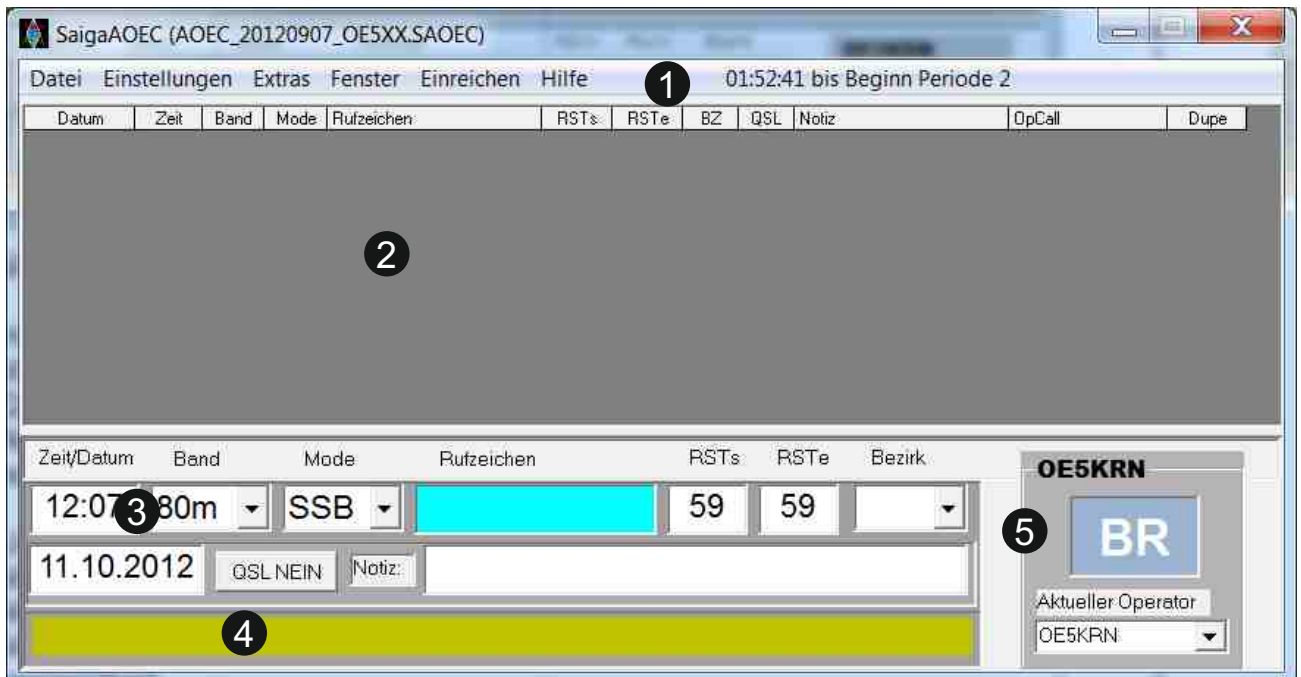 SaigaAOEC (AOEC_20120907_OE5XX.SAOEC)
Datei Einstellungen Extras Fenster Einreichen Hilfe 1 01:52:41 bis Beginn Periode 2
Datum Zeit Band Mode Rufzeichen RSTs RSTe BZ QSL Notiz OpCall Dupe
2
Zeit/Datum Band Mode Rufzeichen RSTs RSTe Bezirk
12:07 3 80m SSB 59 59
11.10.2012 QSL NEIN Notiz:
4
OE5KRN
5 BR
Aktueller Operator
OE5KRN